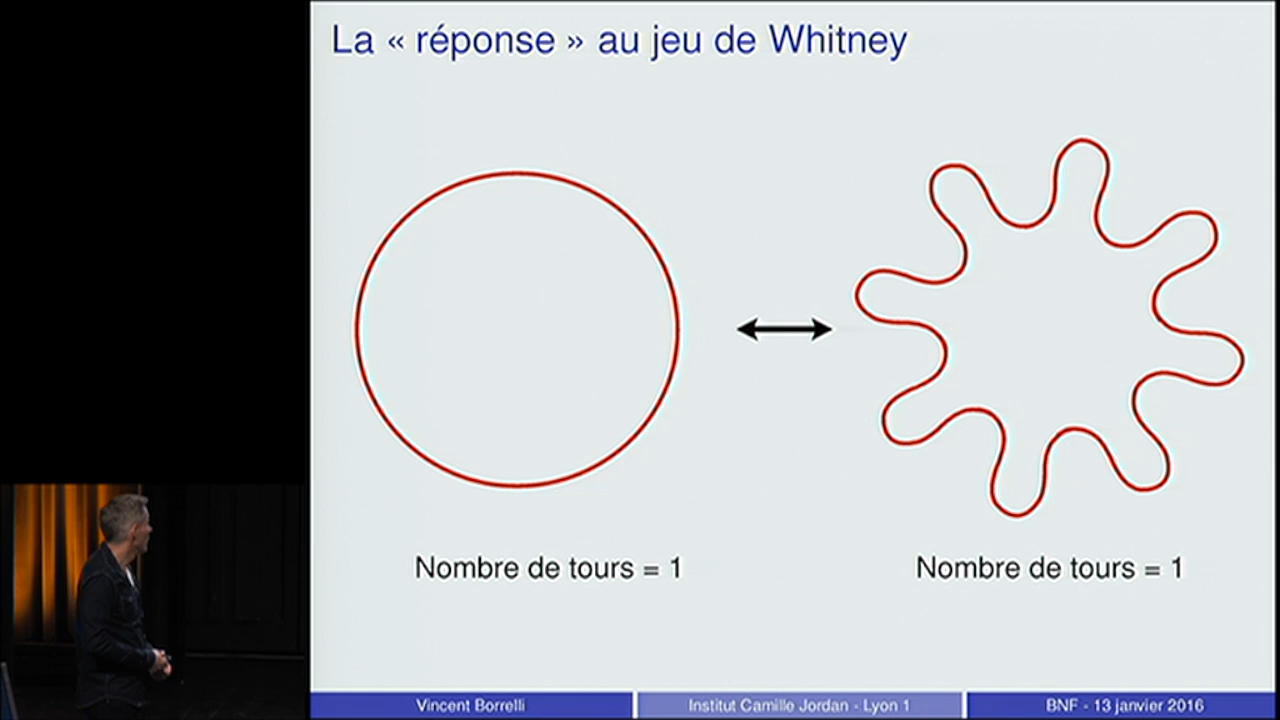 La « réponse » au jeu de Whitney
Nombre de tours = 1
Nombre de tours = 1
Vincent Borrelli
Institut Camille Jordan - Lyon 1
BNF - 13 janvier 2016